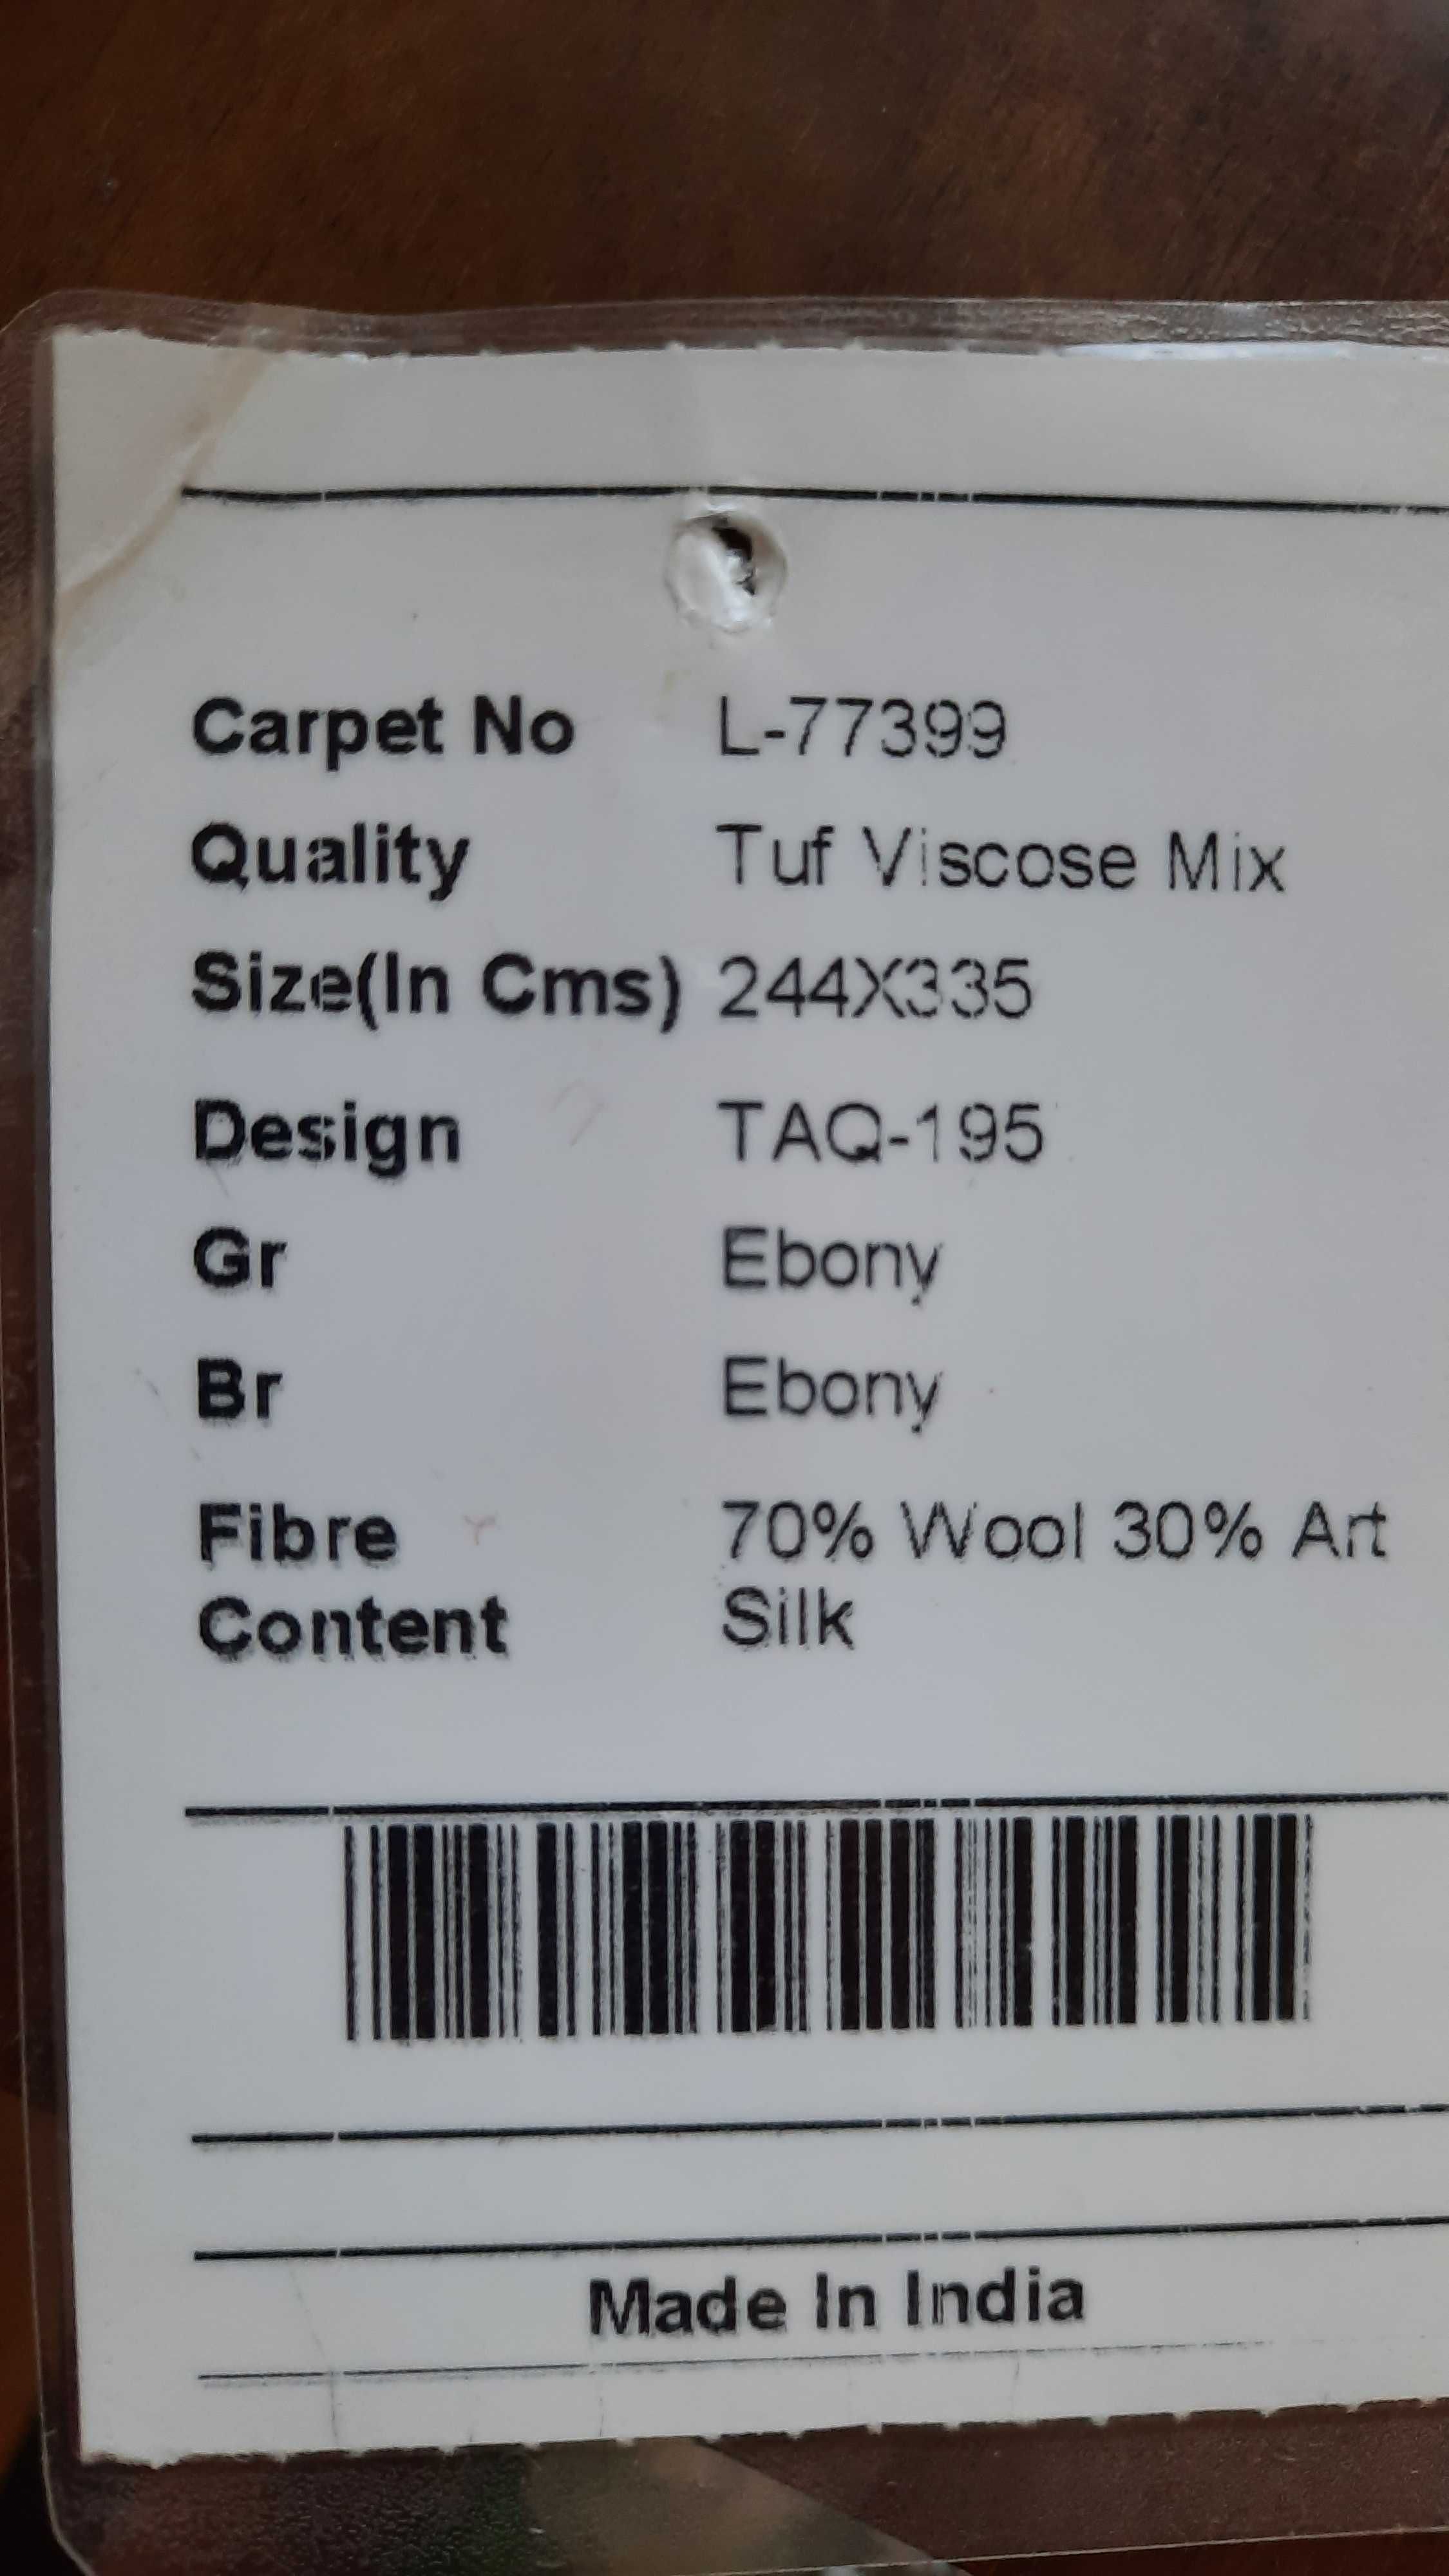 Carpet No L-77399
Quality Tuf Viscose Mix
Size(In Cms) 244X335
Design TAQ-195
Gr Ebony
Br Ebony
Fibre 70% Wool 30% Art
Content Silk
Made In India